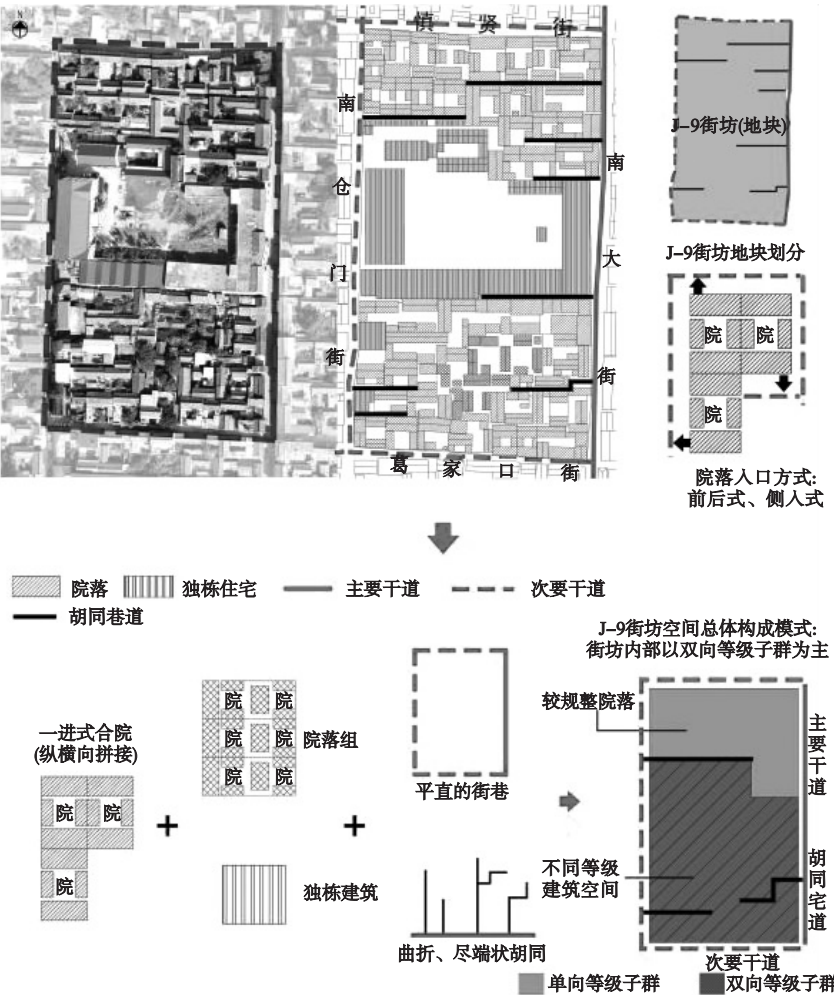 N
慎贤街
南仓门街
南大街
葛家口街
J-9街坊(地块)
J-9街坊地块划分
院 院
院
院落入口方式:
前后式、侧入式
院落 独栋住宅 主要干道 次要干道
胡同巷道
J-9街坊空间总体构成模式:
街坊内部以双向等级子群为主
一进式合院
(纵横向拼接)
院 院
院
+
院 院
院 院
院 院
院落组
独栋建筑
+
平直的街巷
曲折、尽端状胡同
较规整院落
不同等级
建筑空间
主要干道
胡同宅道
次要干道
单向等级子群 双向等级子群